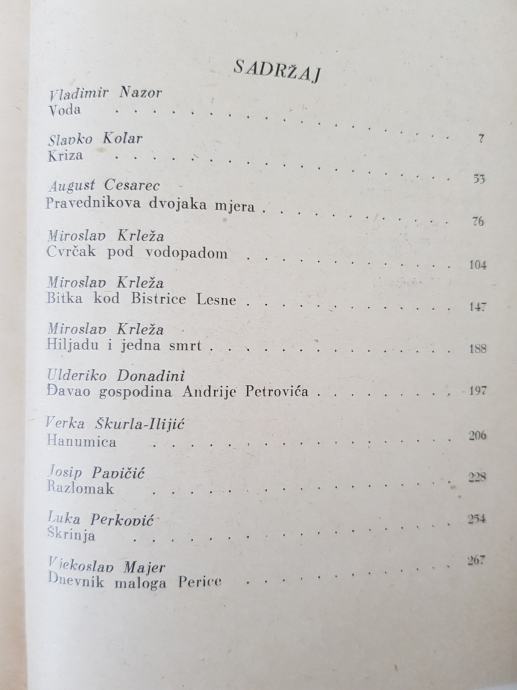 SADRŽAJ
Vladimir Nazor
Voda . . . . . . . . . . . . . . . . . . 7
Slavko Kolar
Kriza . . . . . . . . . . . . . . . . . . 53
August Cesarec
Pravednikova dvojaka mjera . . . . . . . . . . 76
Miroslav Krleža
Cvrčak pod vodopadom . . . . . . . . . . 104
Miroslav Krleža
Bitka kod Bistrice Lesne . . . . . . . . . . . 147
Miroslav Krleža
Hiljadu i jedna smrt . . . . . . . . . . . . . 188
Ulderiko Donadini
Đavao gospodina Andrije Petrovića . . . . . . . . 197
Verka Škurla-Ilijić
Hanumica . . . . . . . . . . . . . . . . 206
Josip Pavičić
Razlomak . . . . . . . . . . . . . . . . 228
Luka Perković
Škrinja . . . . . . . . . . . . . . . . . 254
Vjekoslav Majer
Dnevnik maloga Perice . . . . . . . . . . . 267